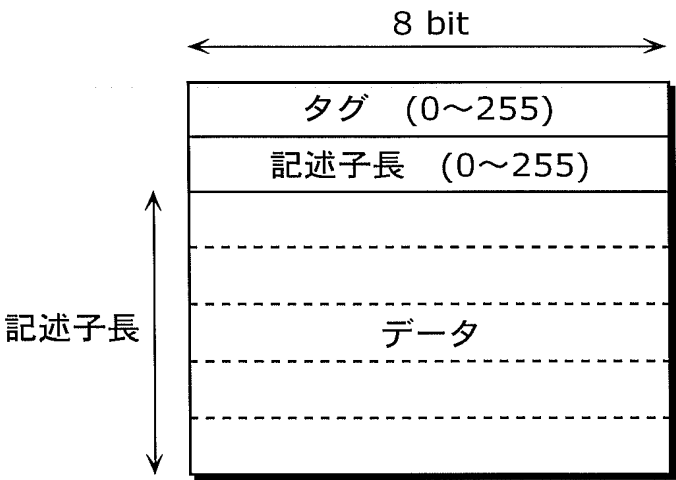 8 bit
タグ (0～255)
記述子長 (0～255)
記述子長
データ